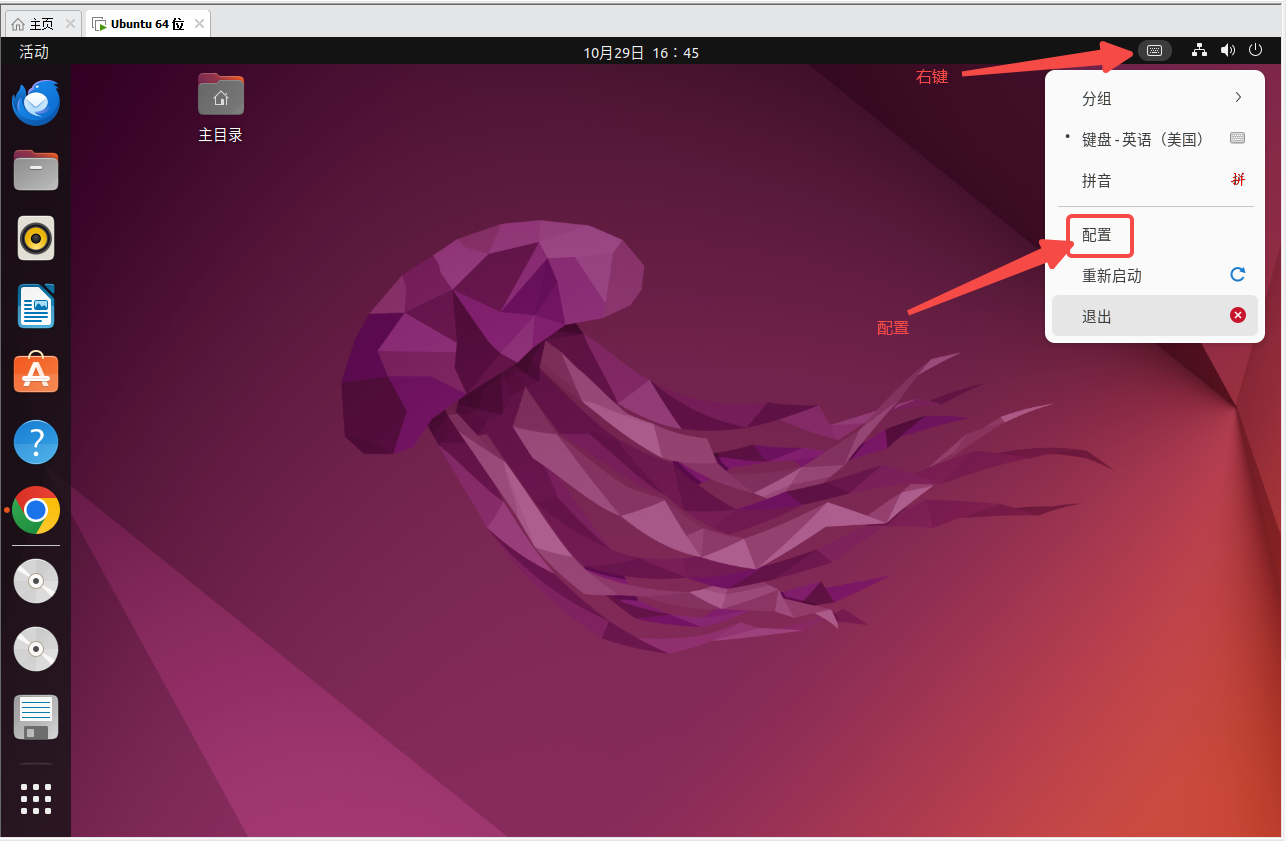 主页
Ubuntu 64 位
活动
10月29日 16：45
右键
主目录
分组
键盘 - 英语（美国）
拼音
拼
配置
重新启动
退出
配置